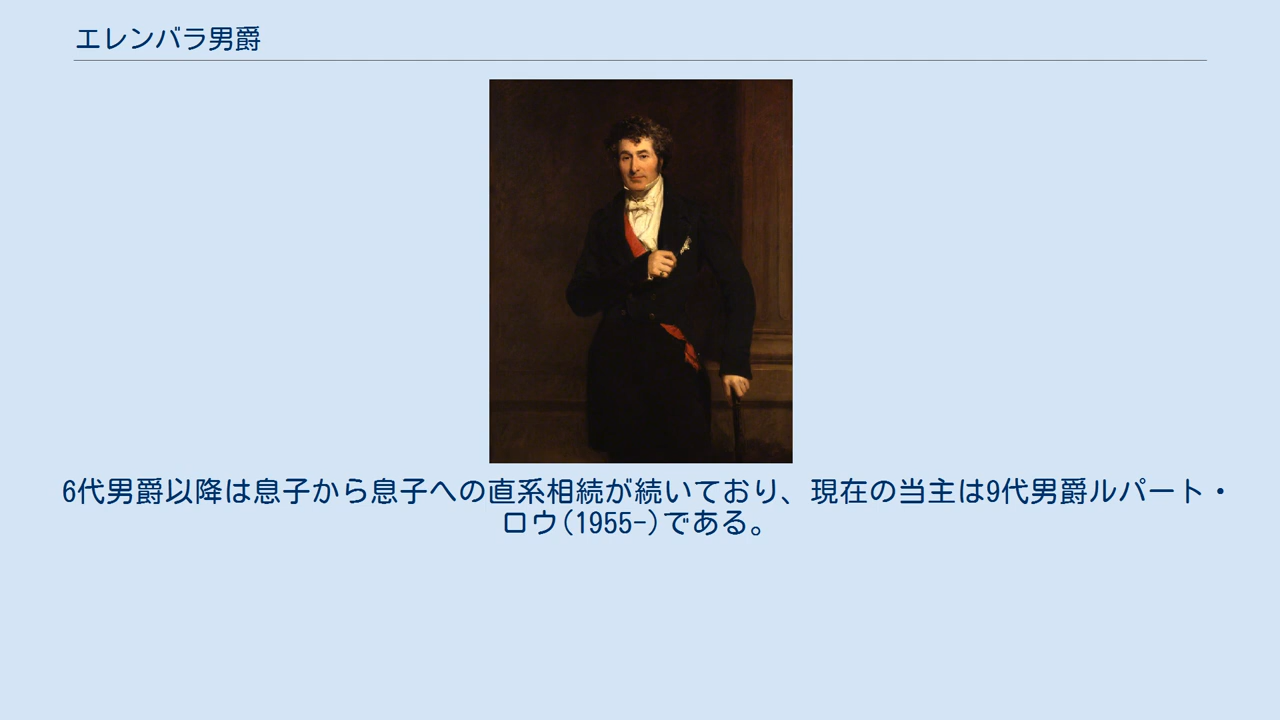 エレンバラ男爵
6代男爵以降は息子から息子への直系相続が続いており、現在の当主は9代男爵ルパート・
ロウ(1955-)である。